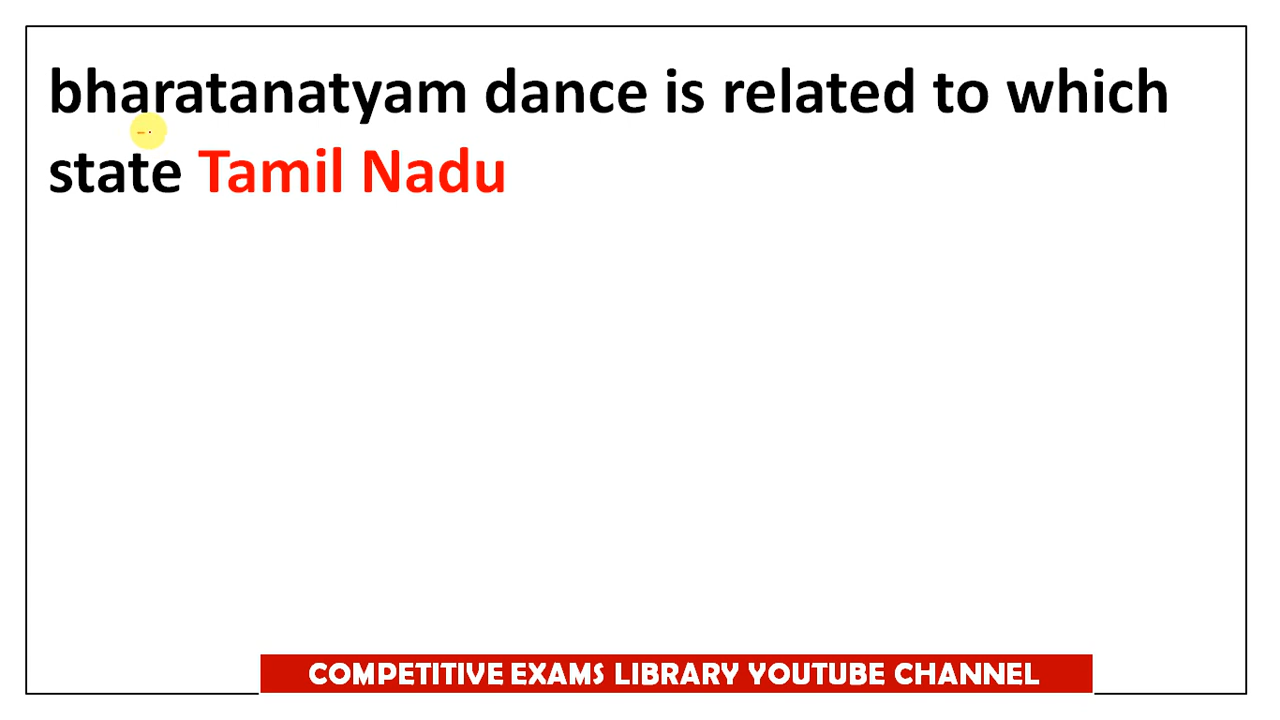 bharatanatyam dance is related to which
state Tamil Nadu
COMPETITIVE EXAMS LIBRARY YOUTUBE CHANNEL